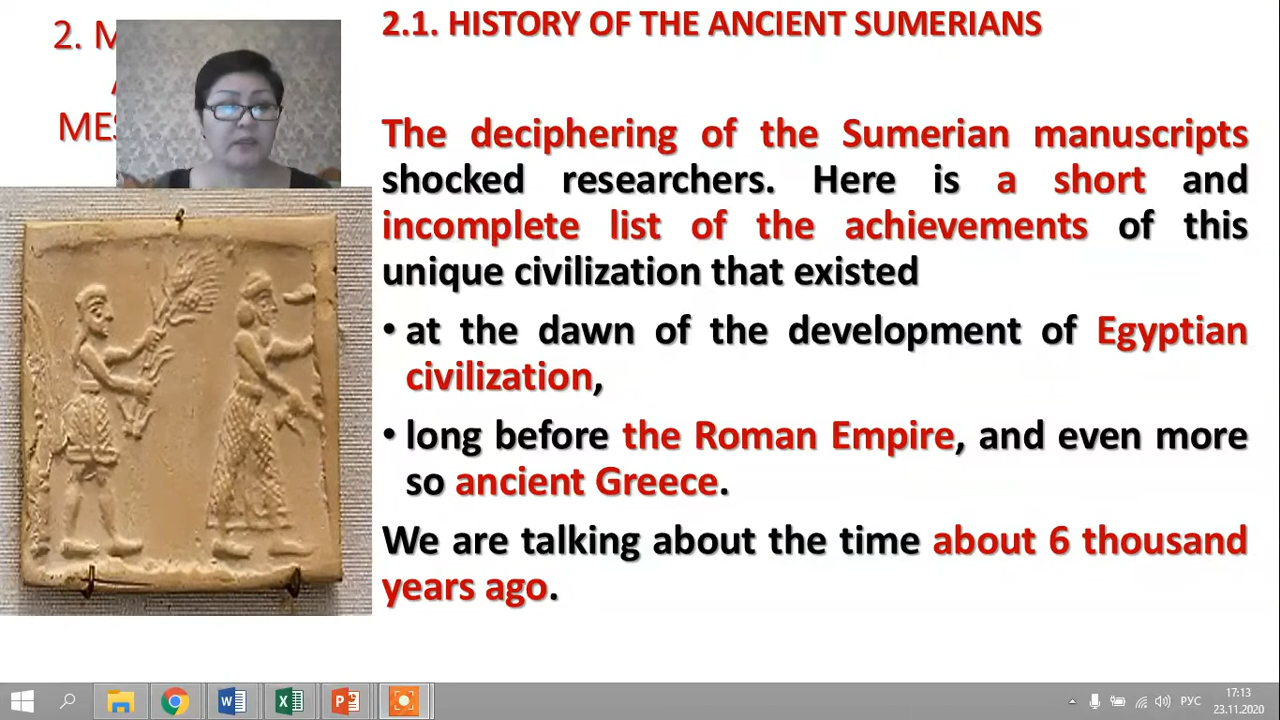 2. M
MES
2.1. HISTORY OF THE ANCIENT SUMERIANS
The deciphering of the Sumerian manuscripts
shocked researchers. Here is a short and
incomplete list of the achievements of this
unique civilization that existed
• at the dawn of the development of Egyptian
civilization,
• long before the Roman Empire, and even more
so ancient Greece.
We are talking about the time about 6 thousand
years ago.
РУС
17:13
23.11.2020